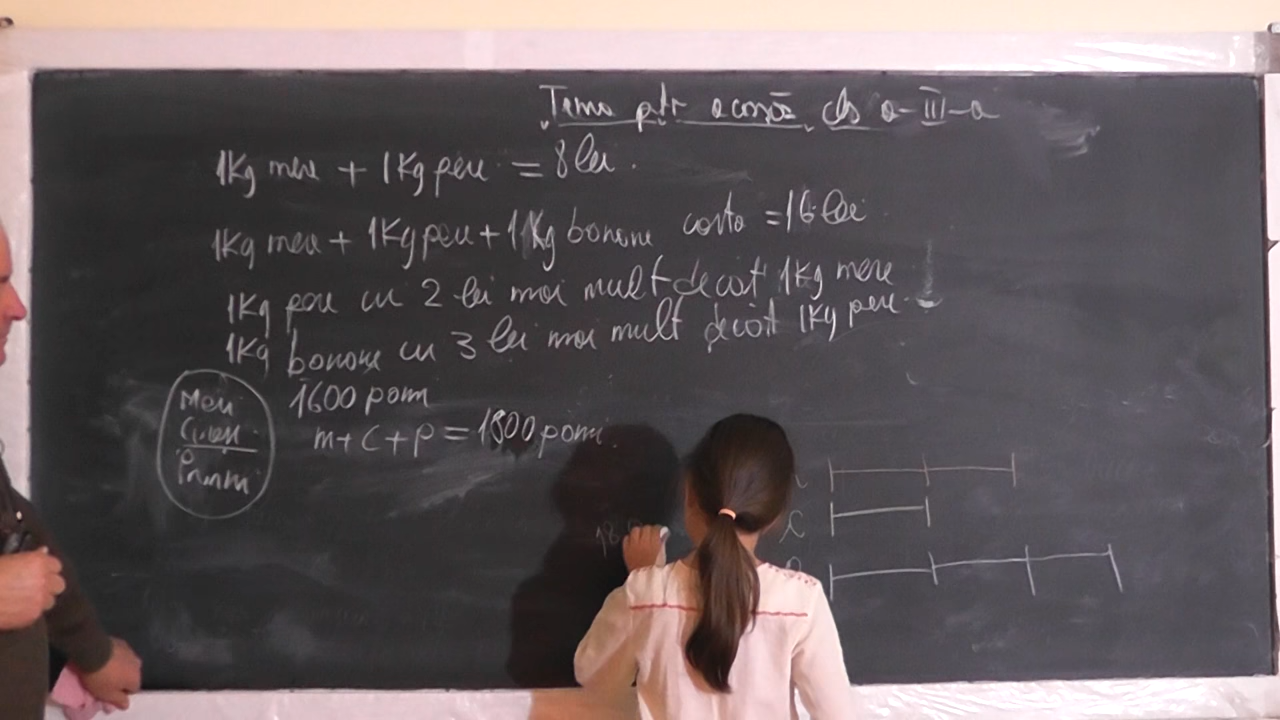 Tema ptr acasă cls a-III-a
1Kg mere + 1Kg pere = 8 lei.
1Kg mere + 1Kg pere + 1Kg banane costa = 16 lei
1Kg pere cu 2 lei mai mult decat 1Kg mere
1Kg banane cu 3 lei mai mult decât 1Kg pere
Meri
Cireși
Pruni
1600 pomi
m + C + P = 1800 pomi.
C